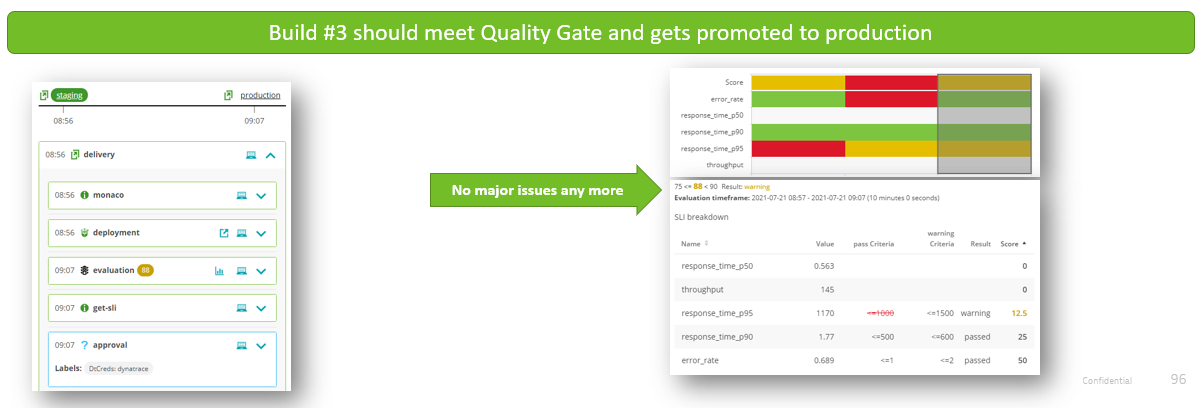 Build #3 should meet Quality Gate and gets promoted to production
staging production
08:56 09:07
08:56 delivery
08:56 monaco
08:56 deployment
09:07 evaluation 88
09:07 get-sli
09:07 ? approval
Labels: DtCreds: dynatrace
No major issues any more
Score
error_rate
response_time_p50
response_time_p90
response_time_p95
throughput
75 <= 88 < 90 Result: warning
Evaluation timeframe: 2021-07-21 08:57 - 2021-07-21 09:07 (10 minutes 0 seconds)
SLI breakdown
Name Value pass Criteria warning Criteria Result Score
response_time_p50 0.563 0
throughput 145 0
response_time_p95 1170 <=1000 <=1500 warning 12.5
response_time_p90 1.77 <=500 <=600 passed 25
error_rate 0.689 <=1 <=2 passed 50
Confidential 96